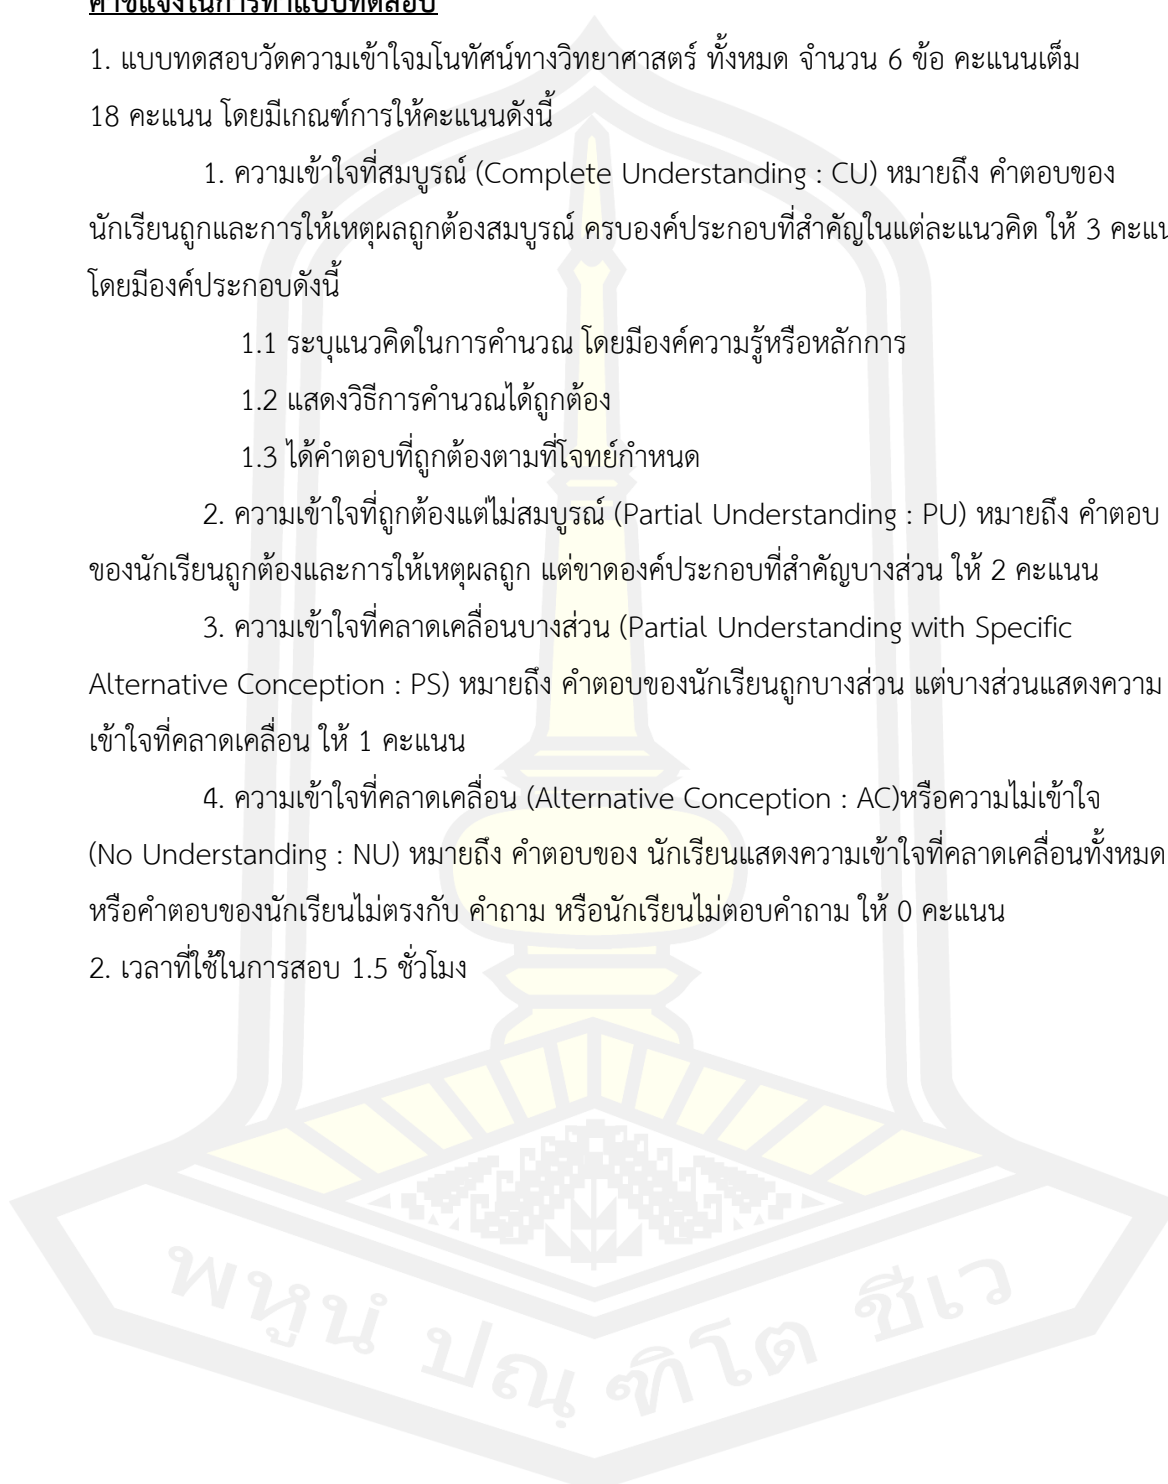 คำชี้แจงในการทำแบบทดสอบ
1. แบบทดสอบวัดความเข้าใจมโนทัศน์ทางวิทยาศาสตร์ ทั้งหมด จำนวน 6 ข้อ คะแนนเต็ม
18 คะแนน โดยมีเกณฑ์การให้คะแนนดังนี้
1. ความเข้าใจที่สมบูรณ์ (Complete Understanding : CU) หมายถึง คำตอบของ
นักเรียนถูกและการให้เหตุผลถูกต้องสมบูรณ์ ครบองค์ประกอบที่สำคัญในแต่ละแนวคิด ให้ 3 คะแน
โดยมีองค์ประกอบดังนี้
1.1 ระบุแนวคิดในการคำนวณ โดยมีองค์ความรู้หรือหลักการ
1.2 แสดงวิธีการคำนวณได้ถูกต้อง
1.3 ได้คำตอบที่ถูกต้องตามที่โจทย์กำหนด
2. ความเข้าใจที่ถูกต้องแต่ไม่สมบูรณ์ (Partial Understanding : PU) หมายถึง คำตอบ
ของนักเรียนถูกต้องและการให้เหตุผลถูก แต่ขาดองค์ประกอบที่สำคัญบางส่วน ให้ 2 คะแนน
3. ความเข้าใจที่คลาดเคลื่อนบางส่วน (Partial Understanding with Specific
Alternative Conception : PS) หมายถึง คำตอบของนักเรียนถูกบางส่วน แต่บางส่วนแสดงความ
เข้าใจที่คลาดเคลื่อน ให้ 1 คะแนน
4. ความเข้าใจที่คลาดเคลื่อน (Alternative Conception : AC)หรือความไม่เข้าใจ
(No Understanding : NU) หมายถึง คำตอบของ นักเรียนแสดงความเข้าใจที่คลาดเคลื่อนทั้งหมด
หรือคำตอบของนักเรียนไม่ตรงกับ คำถาม หรือนักเรียนไม่ตอบคำถาม ให้ 0 คะแนน
2. เวลาที่ใช้ในการสอบ 1.5 ชั่วโมง
พหูนํ ปณฺฑิโต ชีเว